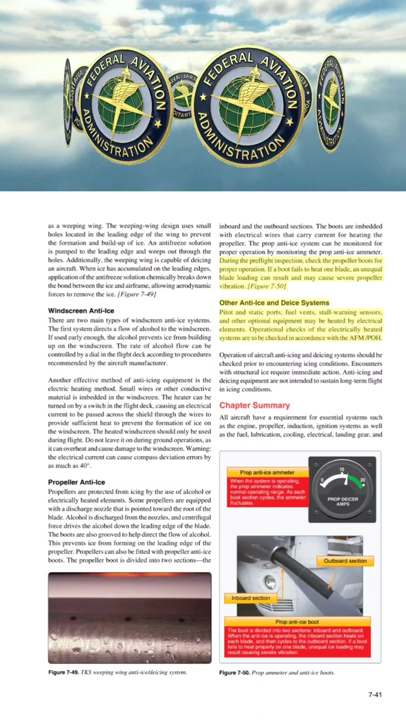 FEDERAL AVIATION
ADMINISTRATION
FEDERAL AVIATION
ADMINISTRATION
as a weeping wing. The weeping-wing design uses small
holes located in the leading edge of the wing to prevent
the formation and build-up of ice. An antifreeze solution
is pumped to the leading edge and weeps out through the
holes. Additionally, the weeping wing is capable of deicing
an aircraft. When ice has accumulated on the leading edges,
application of the antifreeze solution chemically breaks down
the bond between the ice and airframe, allowing aerodynamic
forces to remove the ice. [Figure 7-49]
Windscreen Anti-Ice
There are two main types of windscreen anti-ice systems.
The first system directs a flow of alcohol to the windscreen.
If used early enough, the alcohol prevents ice from building
up on the windscreen. The rate of alcohol flow can be
controlled by a dial in the flight deck according to procedures
recommended by the aircraft manufacturer.
Another effective method of anti-icing equipment is the
electric heating method. Small wires or other conductive
material is imbedded in the windscreen. The heater can be
turned on by a switch in the flight deck, causing an electrical
current to be passed across the shield through the wires to
provide sufficient heat to prevent the formation of ice on
the windscreen. The heated windscreen should only be used
during flight. Do not leave it on during ground operations, as
it can overheat and cause damage to the windscreen. Warning:
the electrical current can cause compass deviation errors by
as much as 40°.
Propeller Anti-Ice
Propellers are protected from icing by the use of alcohol or
electrically heated elements. Some propellers are equipped
with a discharge nozzle that is pointed toward the root of the
blade. Alcohol is discharged from the nozzles, and centrifugal
force drives the alcohol down the leading edge of the blade.
The boots are also grooved to help direct the flow of alcohol.
This prevents ice from forming on the leading edge of the
propeller. Propellers can also be fitted with propeller anti-ice
boots. The propeller boot is divided into two sections—the
Figure 7-49. TKS weeping wing anti-ice/deicing system.
inboard and the outboard sections. The boots are imbedded
with electrical wires that carry current for heating the
propeller. The prop anti-ice system can be monitored for
proper operation by monitoring the prop anti-ice ammeter.
During the preflight inspection, check the propeller boots for
proper operation. If a boot fails to heat one blade, an unequal
blade loading can result and may cause severe propeller
vibration. [Figure 7-50]
Other Anti-Ice and Deice Systems
Pitot and static ports, fuel vents, stall-warning sensors,
and other optional equipment may be heated by electrical
elements. Operational checks of the electrically heated
systems are to be checked in accordance with the AFM/POH.
Operation of aircraft anti-icing and deicing systems should be
checked prior to encountering icing conditions. Encounters
with structural ice require immediate action. Anti-ice and
deicing equipment are not intended to sustain long-term flight
in icing conditions.
Chapter Summary
All aircraft have a requirement for essential systems such
as the engine, propeller, induction, ignition systems as well
as the fuel, lubrication, cooling, electrical, landing gear, and
Prop anti-ice ammeter
When the system is operating,
the prop ammeter indicates
normal operating range. As each
boot section cycles, the ammeter
fluctuates.
10
30
PROP DEICER
AMPS
Outboard section
Inboard section
Prop anti-ice boot
The boot is divided into two sections: inboard and outboard.
When the anti-ice is operating, the inboard section heats on
each blade, and then cycles to the outboard section. If a boot
fails to heat properly on one blade, unequal ice loading may
result causing severe vibration.
Figure 7-50. Prop ammeter and anti-ice boots.
7-41